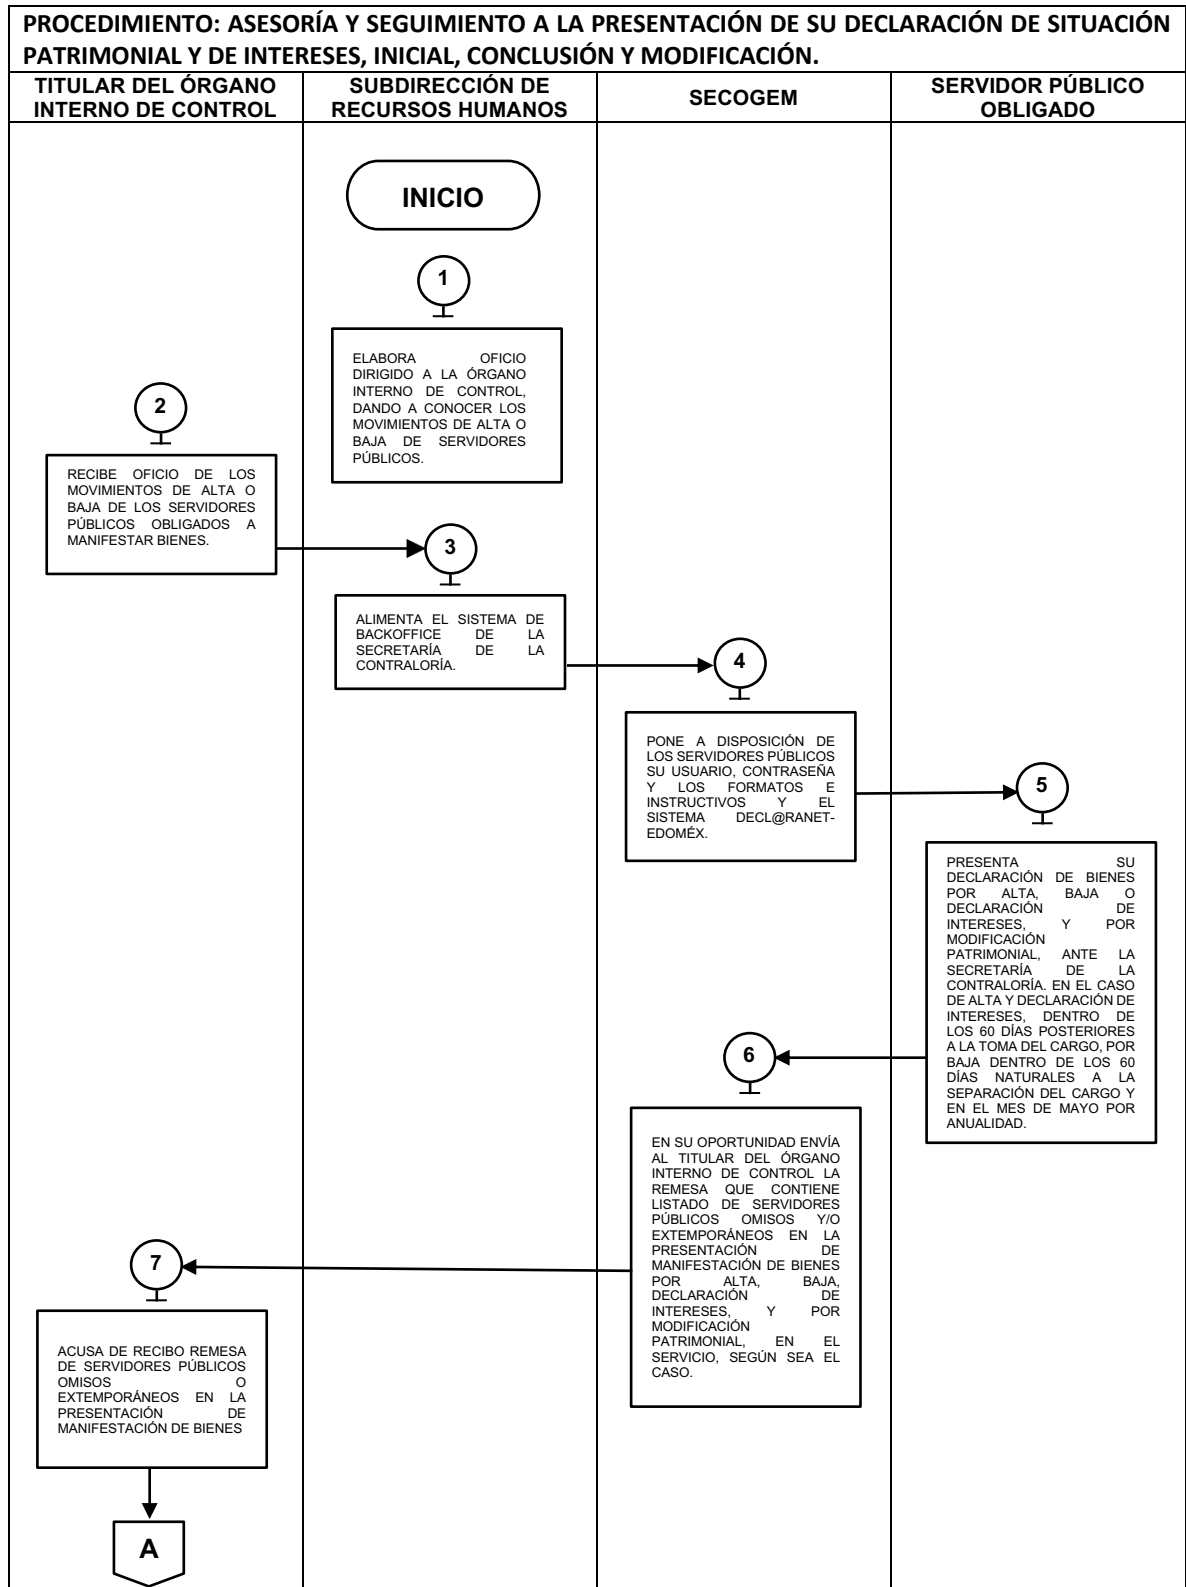 PROCEDIMIENTO: ASESORÍA Y SEGUIMIENTO A LA PRESENTACIÓN DE SU DECLARACIÓN DE SITUACIÓN
PATRIMONIAL Y DE INTERESES, INICIAL, CONCLUSIÓN Y MODIFICACIÓN.
TITULAR DEL ÓRGANO
INTERNO DE CONTROL
SUBDIRECCIÓN DE
RECURSOS HUMANOS
SECOGEM
SERVIDOR PÚBLICO
OBLIGADO
INICIO
1
ELABORA OFICIO
DIRIGIDO A LA ÓRGANO
INTERNO DE CONTROL,
DANDO A CONOCER LOS
MOVIMIENTOS DE ALTA O
BAJA DE SERVIDORES
PÚBLICOS.
2
RECIBE OFICIO DE LOS
MOVIMIENTOS DE ALTA O
BAJA DE LOS SERVIDORES
PÚBLICOS OBLIGADOS A
MANIFESTAR BIENES.
3
ALIMENTA EL SISTEMA DE
BACKOFFICE DE LA
SECRETARÍA DE LA
CONTRALORÍA.
4
PONE A DISPOSICIÓN DE
LOS SERVIDORES PÚBLICOS
SU USUARIO, CONTRASEÑA
Y LOS FORMATOS E
INSTRUCTIVOS Y EL
SISTEMA DECL@RANET-
EDOMÉX.
5
PRESENTA SU
DECLARACIÓN DE BIENES
POR ALTA, BAJA O
DECLARACIÓN DE
INTERESES, Y POR
MODIFICACIÓN
PATRIMONIAL, ANTE LA
SECRETARÍA DE LA
CONTRALORÍA. EN EL CASO
DE ALTA Y DECLARACIÓN DE
INTERESES, DENTRO DE
LOS 60 DÍAS POSTERIORES
A LA TOMA DEL CARGO, POR
BAJA DENTRO DE LOS 60
DÍAS NATURALES A LA
SEPARACIÓN DEL CARGO Y
EN EL MES DE MAYO POR
ANUALIDAD.
6
EN SU OPORTUNIDAD ENVÍA
AL TITULAR DEL ÓRGANO
INTERNO DE CONTROL LA
REMESA QUE CONTIENE
LISTADO DE SERVIDORES
PÚBLICOS OMISOS Y/O
EXTEMPORÁNEOS EN LA
PRESENTACIÓN DE
MANIFESTACIÓN DE BIENES
POR ALTA, BAJA,
DECLARACIÓN DE
INTERESES, Y POR
MODIFICACIÓN
PATRIMONIAL, EN EL
SERVICIO, SEGÚN SEA EL
CASO.
7
ACUSA DE RECIBO REMESA
DE SERVIDORES PÚBLICOS
OMISOS O
EXTEMPORÁNEOS EN LA
PRESENTACIÓN DE
MANIFESTACIÓN DE BIENES
A